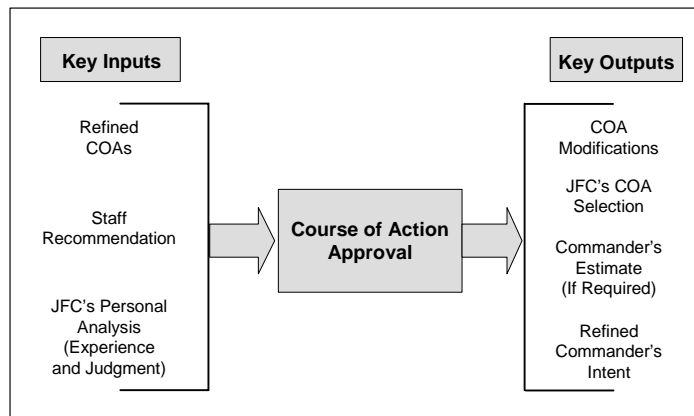 Key Inputs
Refined
COAs
Staff
Recommendation
JFC's Personal
Analysis
(Experience
and Judgment)
Course of Action
Approval
Key Outputs
COA
Modifications
JFC's COA
Selection
Commander's
Estimate
(If Required)
Refined
Commander's
Intent